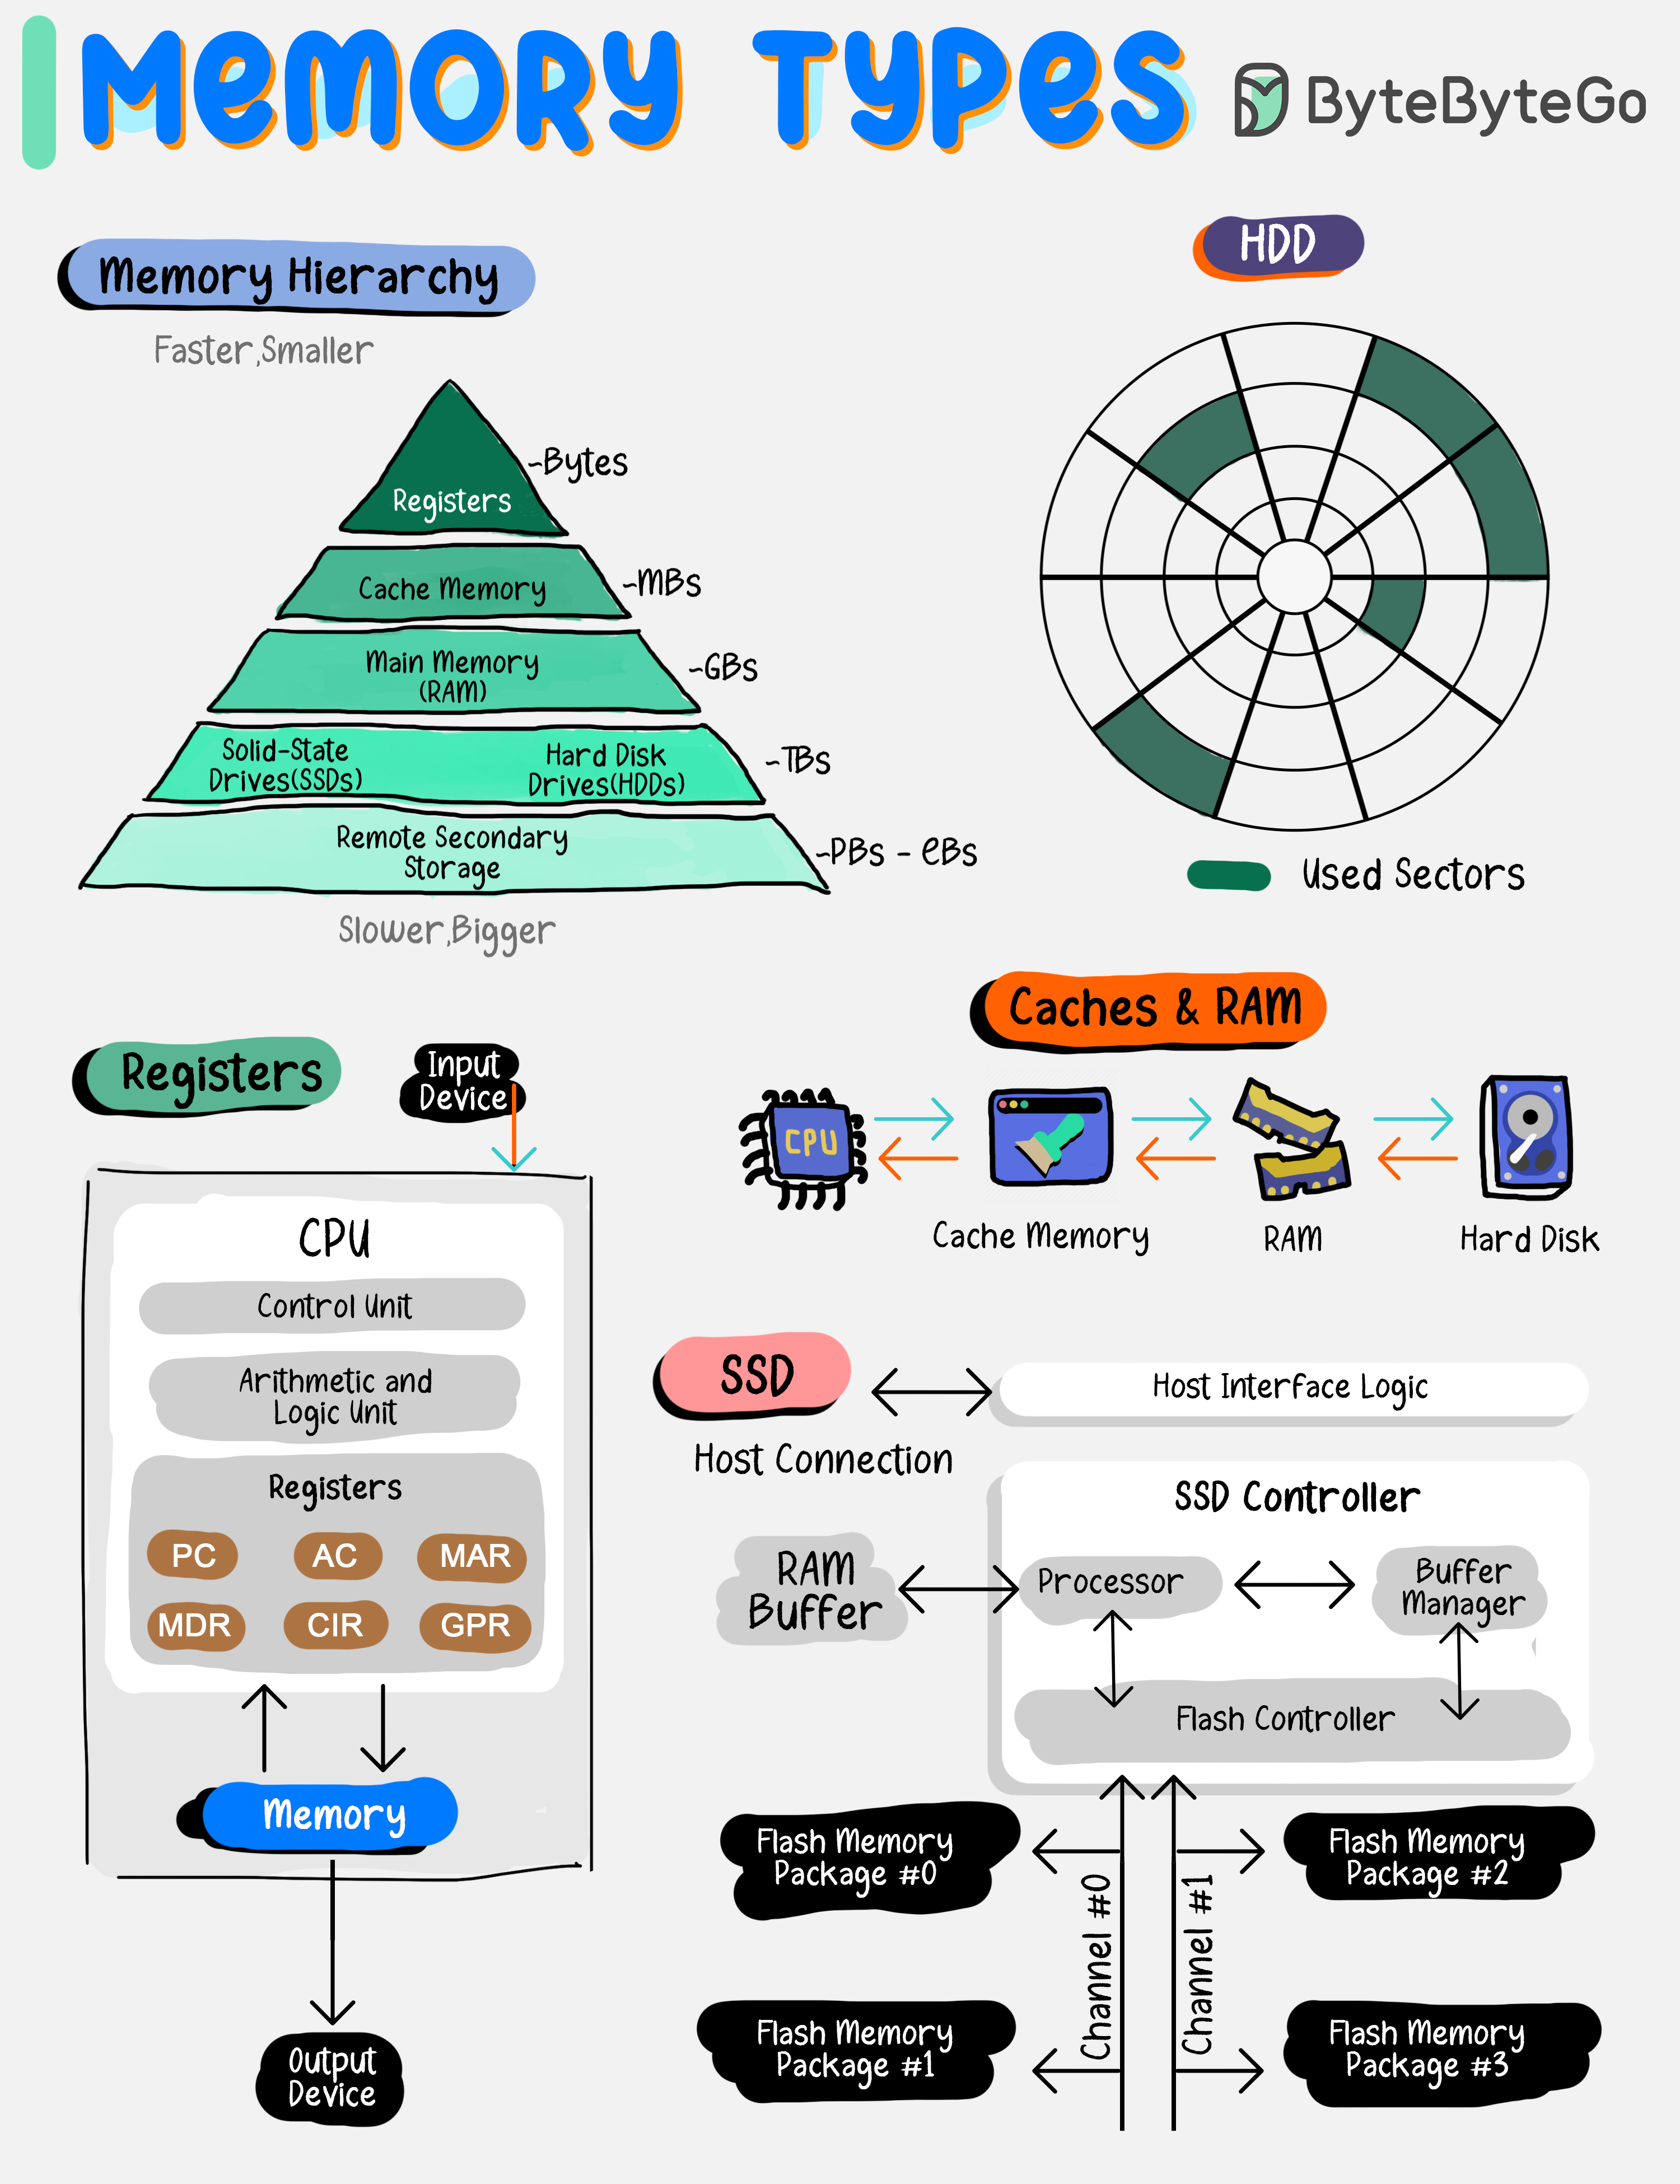 Memory Types
ByteByteGo
Memory Hierarchy
Faster,Smaller
Registers
~Bytes
Cache Memory
~MBs
Main Memory
(RAM)
~GBs
Solid-State
Drives(SSDs)
Hard Disk
Drives(HDDs)
~TBs
Remote Secondary
Storage
~PBs - EBs
Slower,Bigger
HDD
Used Sectors
Caches & RAM
CPU
Cache Memory
RAM
Hard Disk
Registers
Input
Device
CPU
Control Unit
Arithmetic and
Logic Unit
Registers
PC
AC
MAR
MDR
CIR
GPR
Memory
Output
Device
SSD
Host Connection
Host Interface Logic
SSD Controller
RAM
Buffer
Processor
Buffer
Manager
Flash Controller
Flash Memory
Package #0
Channel #0
Channel #1
Flash Memory
Package #2
Flash Memory
Package #1
Flash Memory
Package #3